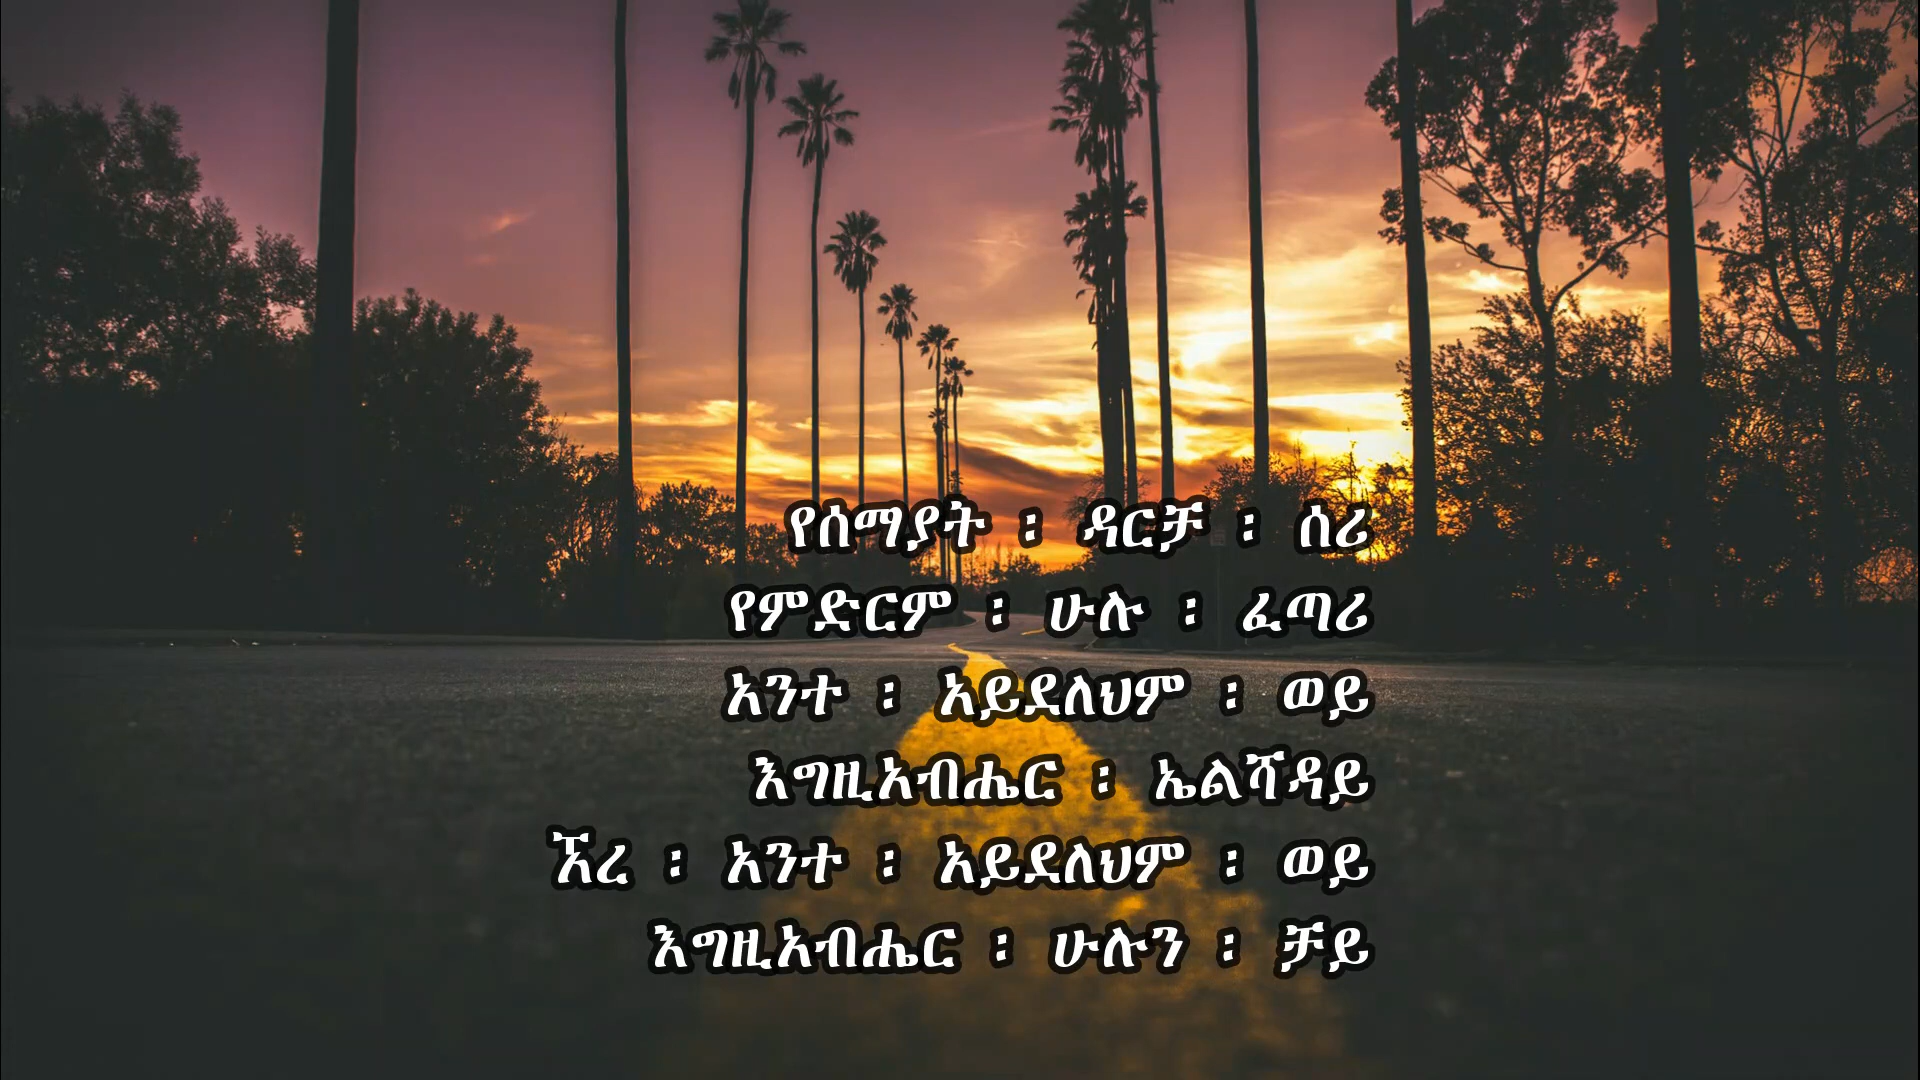 የሰማያት ፡ ዳርቻ ፡ ሰሪ
የምድርም ፡ ሁሉ ፡ ፈጣሪ
አንተ ፡ አይደለህም ፡ ወይ
እግዚአብሔር ፡ ኤልሻዳይ
ኧረ ፡ አንተ ፡ አይደለህም ፡ ወይ
እግዚአብሔር ፡ ሁሉን ፡ ቻይ